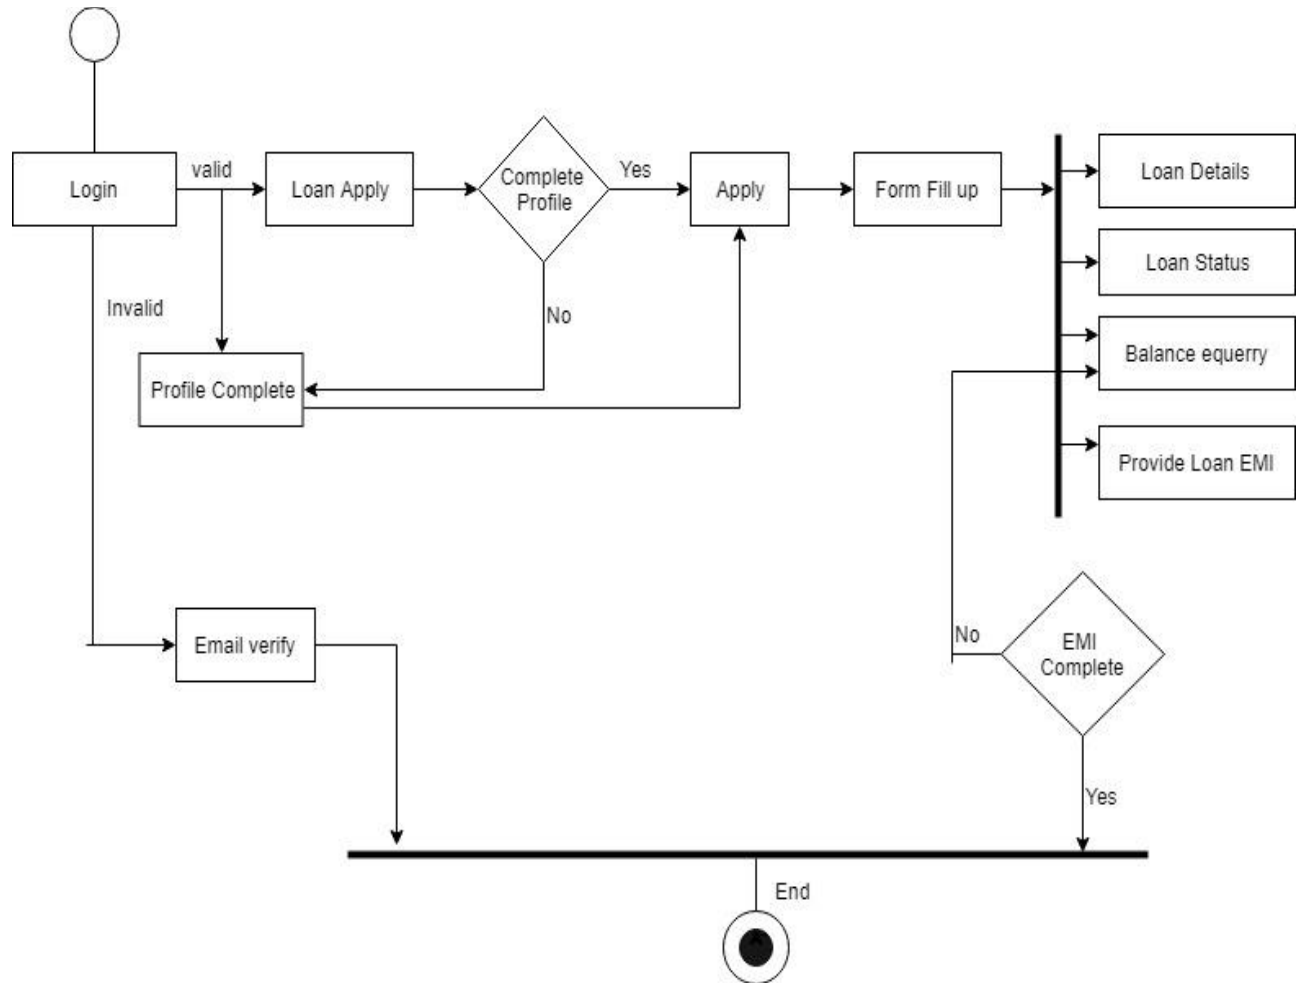 Login
valid
Loan Apply
Complete
Profile
Yes
Apply
Form Fill up
Loan Details
Loan Status
Balance equerry
Provide Loan EMI
Invalid
No
Profile Complete
Email verify
No
EMI
Complete
Yes
End